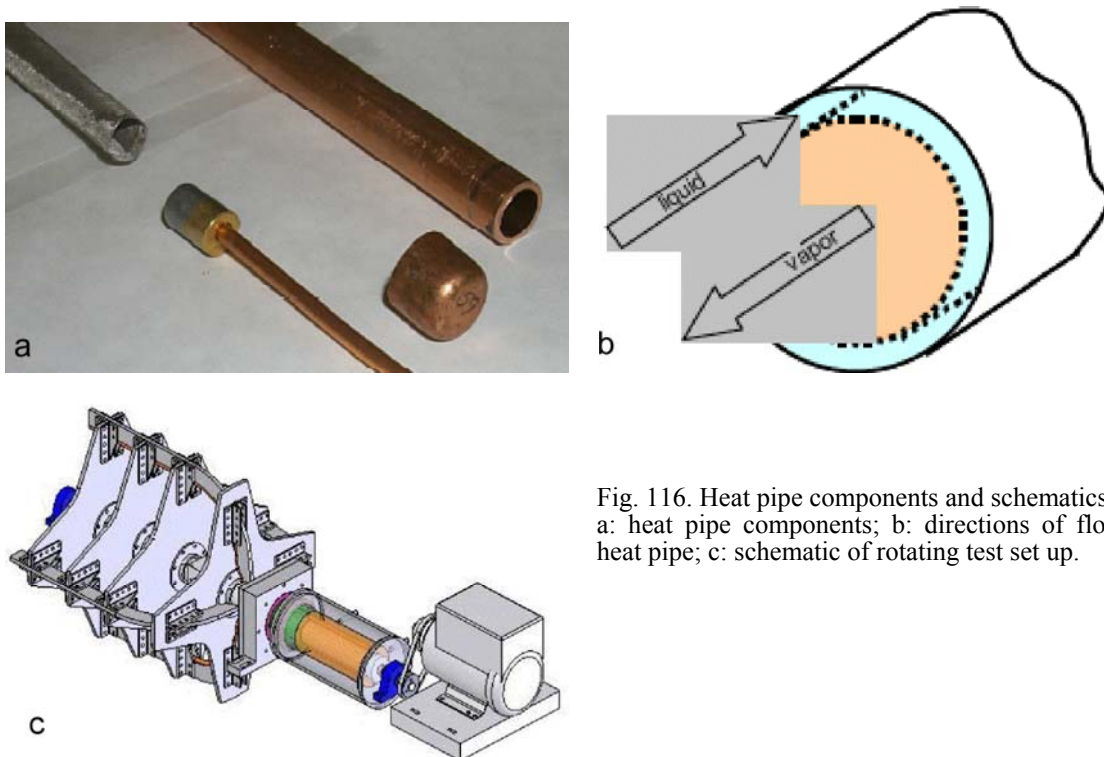 a
liquid
vapor
b
c
Fig. 116. Heat pipe components and schematics
a: heat pipe components; b: directions of flo
heat pipe; c: schematic of rotating test set up.